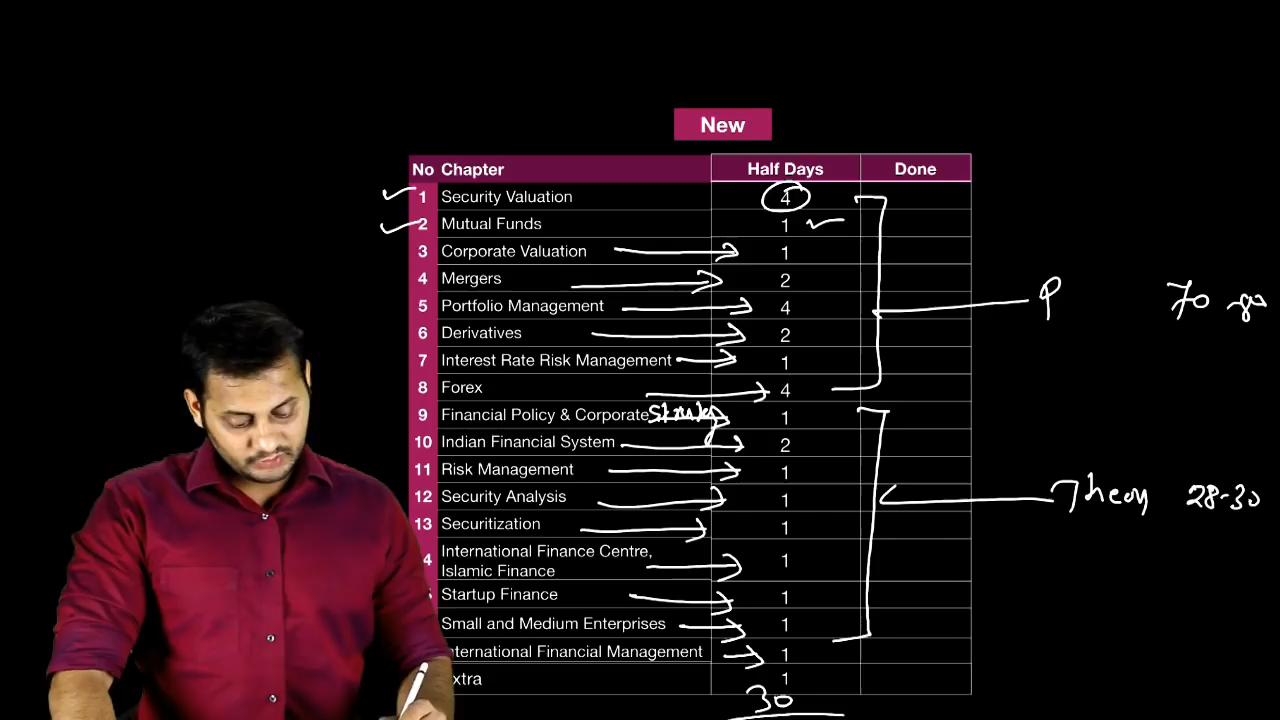 New
No Chapter Half Days Done
1 Security Valuation 4
2 Mutual Funds 1
3 Corporate Valuation 1
4 Mergers 2
5 Portfolio Management 4
P 70
6 Derivatives 2
7 Interest Rate Risk Management 1
8 Forex 4
9 Financial Policy & Corporate 1
10 Indian Financial System 2
11 Risk Management 1
12 Security Analysis 1
Theory 28-30
13 Securitization 1
4 International Finance Centre,
Islamic Finance 1
Startup Finance 1
Small and Medium Enterprises 1
nternational Financial Management 1
xtra 1
30